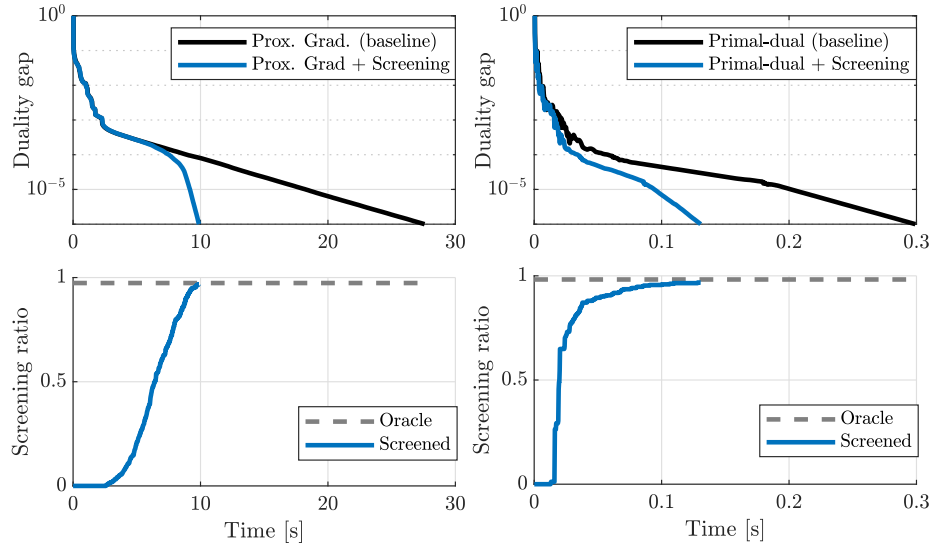 10^0
10^-5
Duality gap
Prox. Grad. (baseline)
Prox. Grad + Screening
0 10 20 30
10^0
10^-5
Duality gap
Primal-dual (baseline)
Primal-dual + Screening
0 0.1 0.2 0.3
1
0.5
0
Screening ratio
Oracle
Screened
0 10 20 30
Time [s]
1
0.5
0
Screening ratio
Oracle
Screened
0 0.1 0.2 0.3
Time [s]